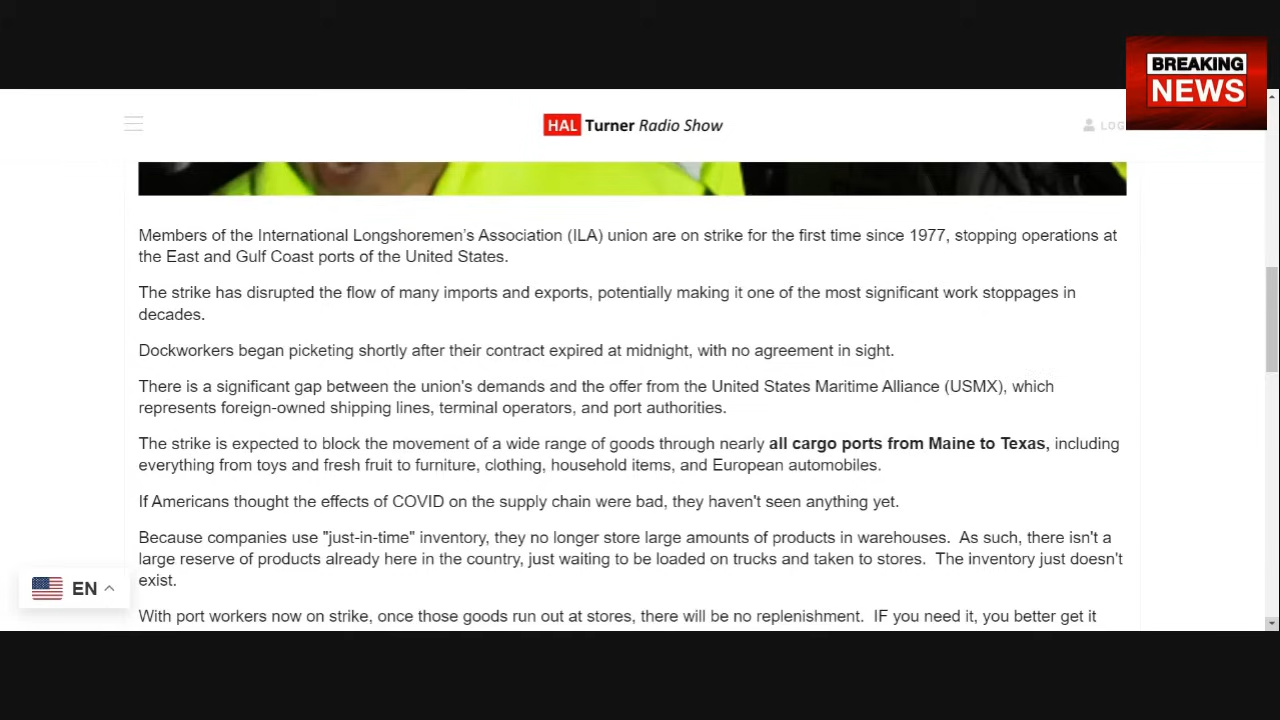 BREAKING
NEWS
HAL Turner Radio Show
LOG
Members of the International Longshoremen's Association (ILA) union are on strike for the first time since 1977, stopping operations at
the East and Gulf Coast ports of the United States.
The strike has disrupted the flow of many imports and exports, potentially making it one of the most significant work stoppages in
decades.
Dockworkers began picketing shortly after their contract expired at midnight, with no agreement in sight.
There is a significant gap between the union's demands and the offer from the United States Maritime Alliance (USMX), which
represents foreign-owned shipping lines, terminal operators, and port authorities.
The strike is expected to block the movement of a wide range of goods through nearly all cargo ports from Maine to Texas, including
everything from toys and fresh fruit to furniture, clothing, household items, and European automobiles.
If Americans thought the effects of COVID on the supply chain were bad, they haven't seen anything yet.
Because companies use "just-in-time" inventory, they no longer store large amounts of products in warehouses.  As such, there isn't a
large reserve of products already here in the country, just waiting to be loaded on trucks and taken to stores.  The inventory just doesn't
exist.
EN
With port workers now on strike, once those goods run out at stores, there will be no replenishment.  IF you need it, you better get it